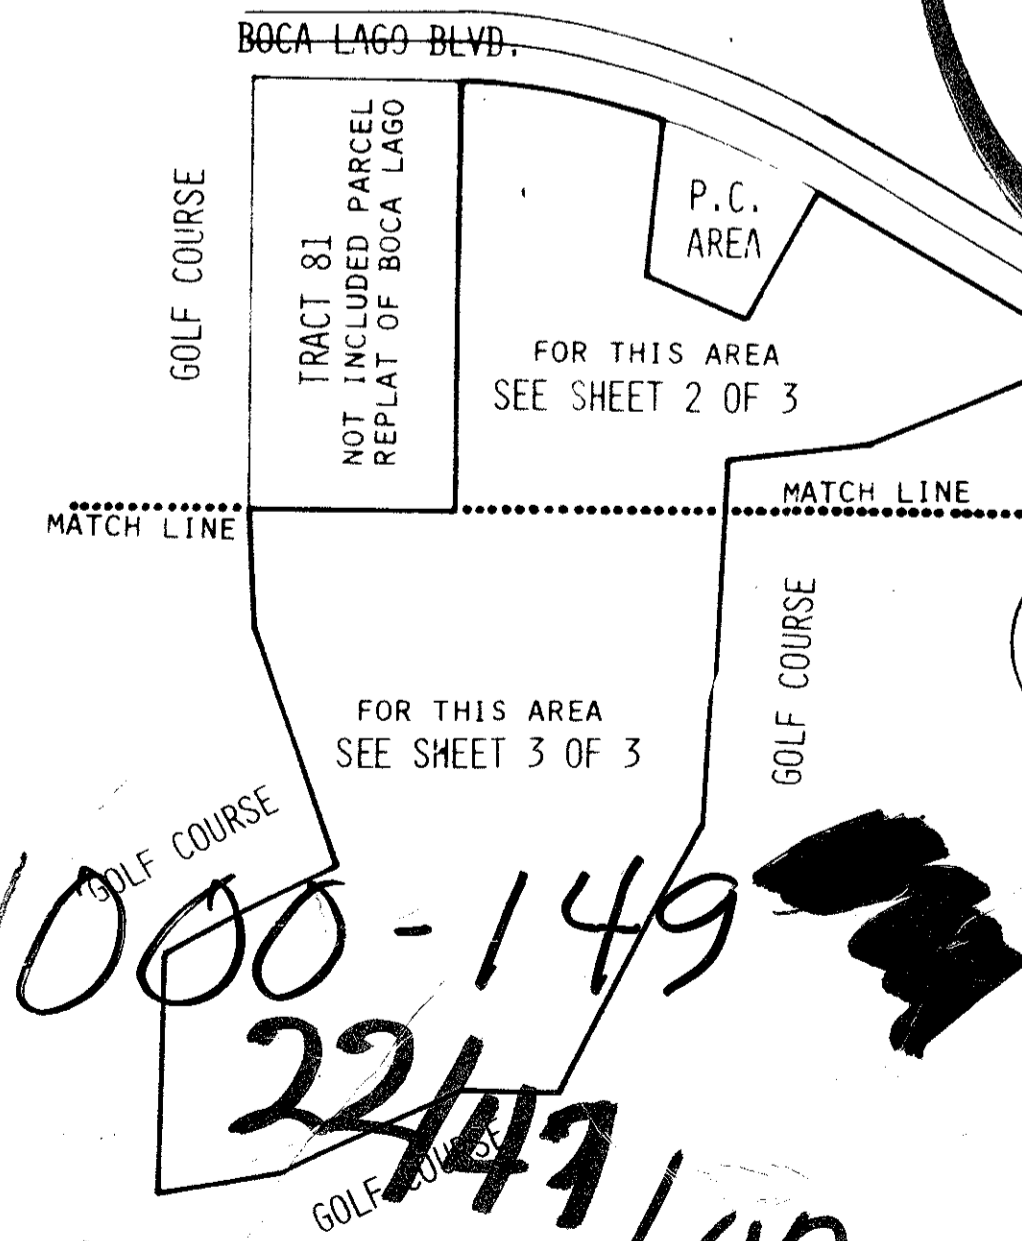 BOCA LAGO BLVD.
GOLF COURSE
TRACT 81
NOT INCLUDED PARCEL
REPLAT OF BOCA LAGO
P.C.
AREA
FOR THIS AREA
SEE SHEET 2 OF 3
MATCH LINE
MATCH LINE
GOLF COURSE
FOR THIS AREA
SEE SHEET 3 OF 3
GOLF COURSE
000-149
22/47
GOLF COURSE